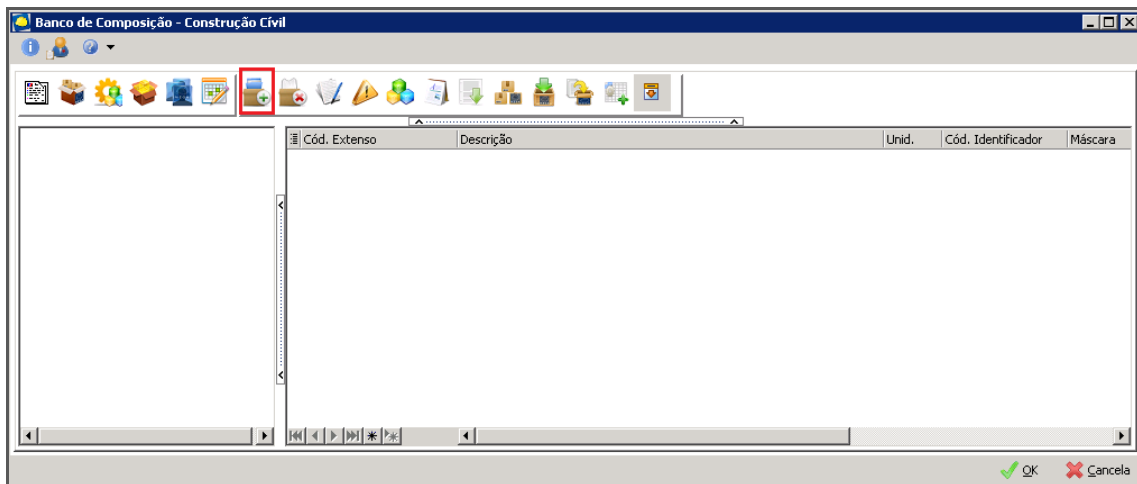 Banco de Composição - Construção Cívil
Cód. Extenso Descrição Unid. Cód. Identificador Máscara
OK Cancela